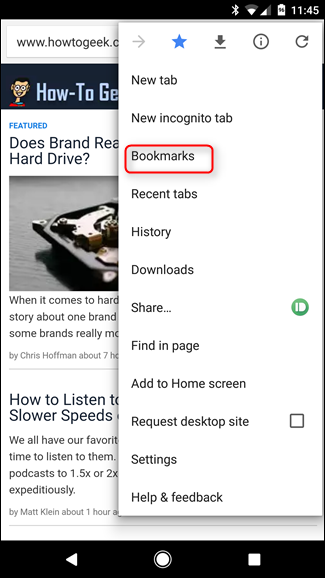 11:45
www.howtogeek.c
New tab
New incognito tab
Bookmarks
Recent tabs
History
Downloads
Share...
Find in page
Add to Home screen
Request desktop site
Settings
Help & feedback
How-To Ge
FEATURED
Does Brand Rea
Hard Drive?
When it comes to hard
story about one brand
some brands really mo
by Chris Hoffman about 7 ho
How to Listen to
Slower Speeds
We all have our favorit
time to listen to them.
podcasts to 1.5x or 2x
expeditiously.
by Matt Klein about 1 hour ag